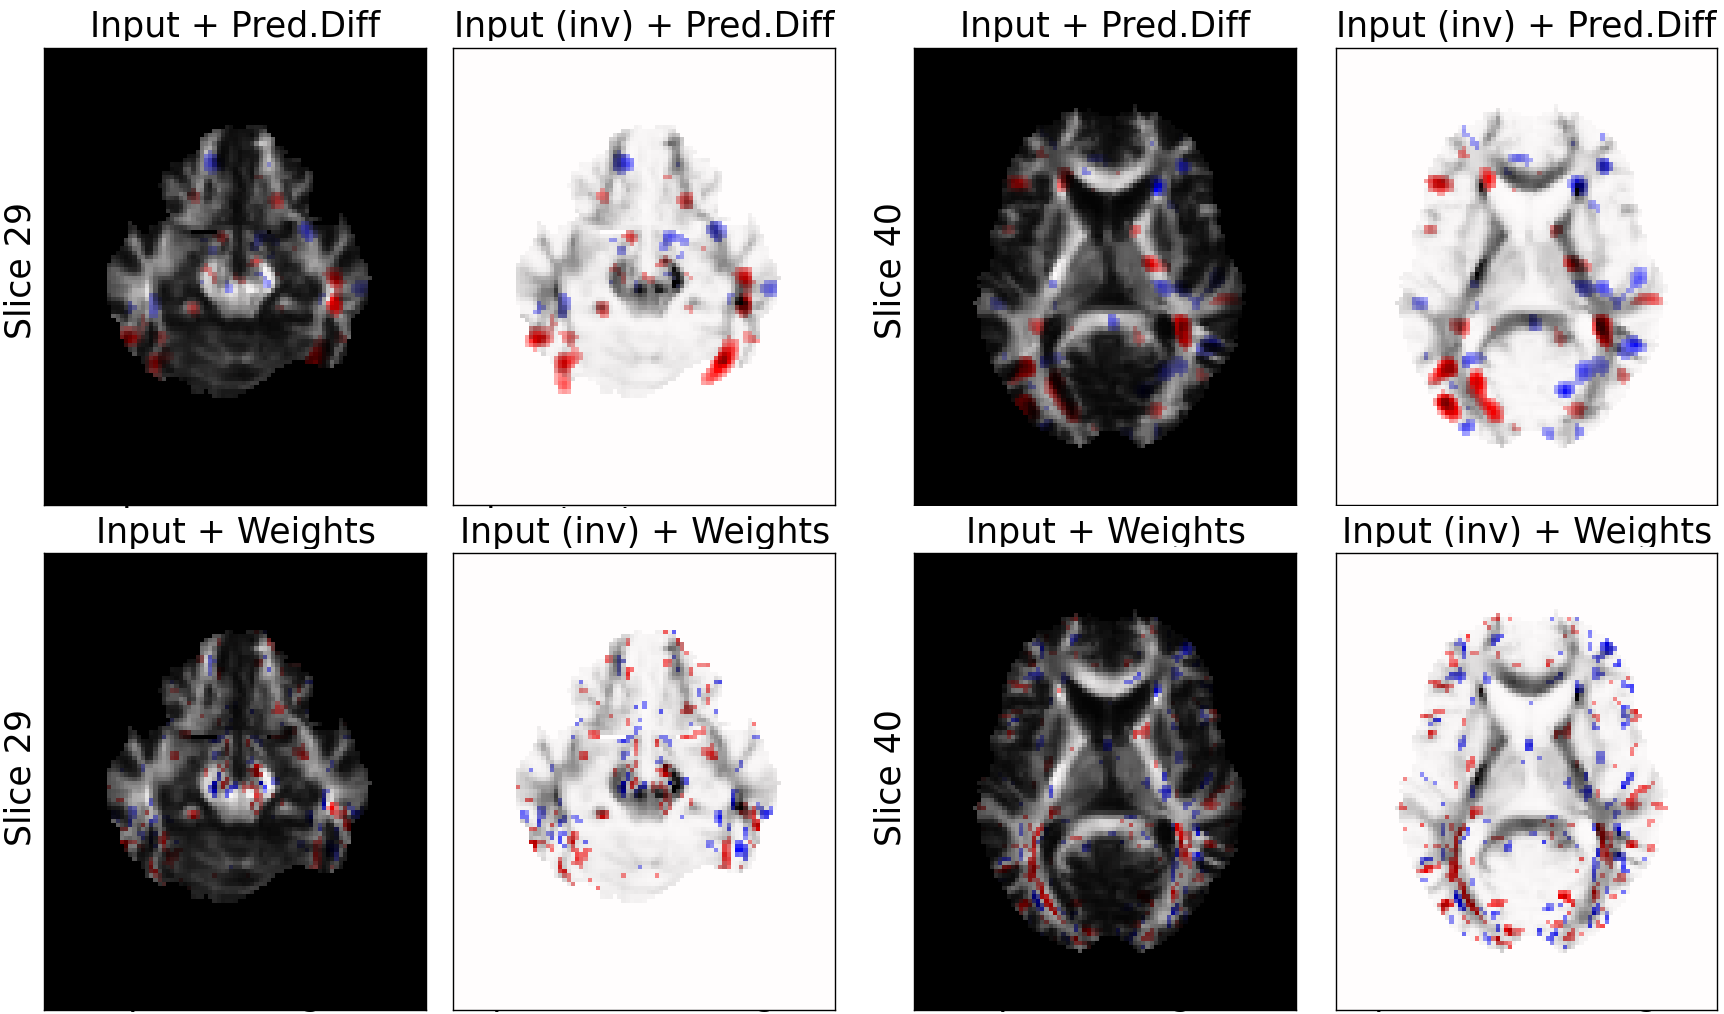 Input + Pred.Diff
Input (inv) + Pred.Diff
Input + Pred.Diff
Input (inv) + Pred.Diff
Slice 29
Slice 40
Input + Weights
Input (inv) + Weights
Input + Weights
Input (inv) + Weights
Slice 29
Slice 40